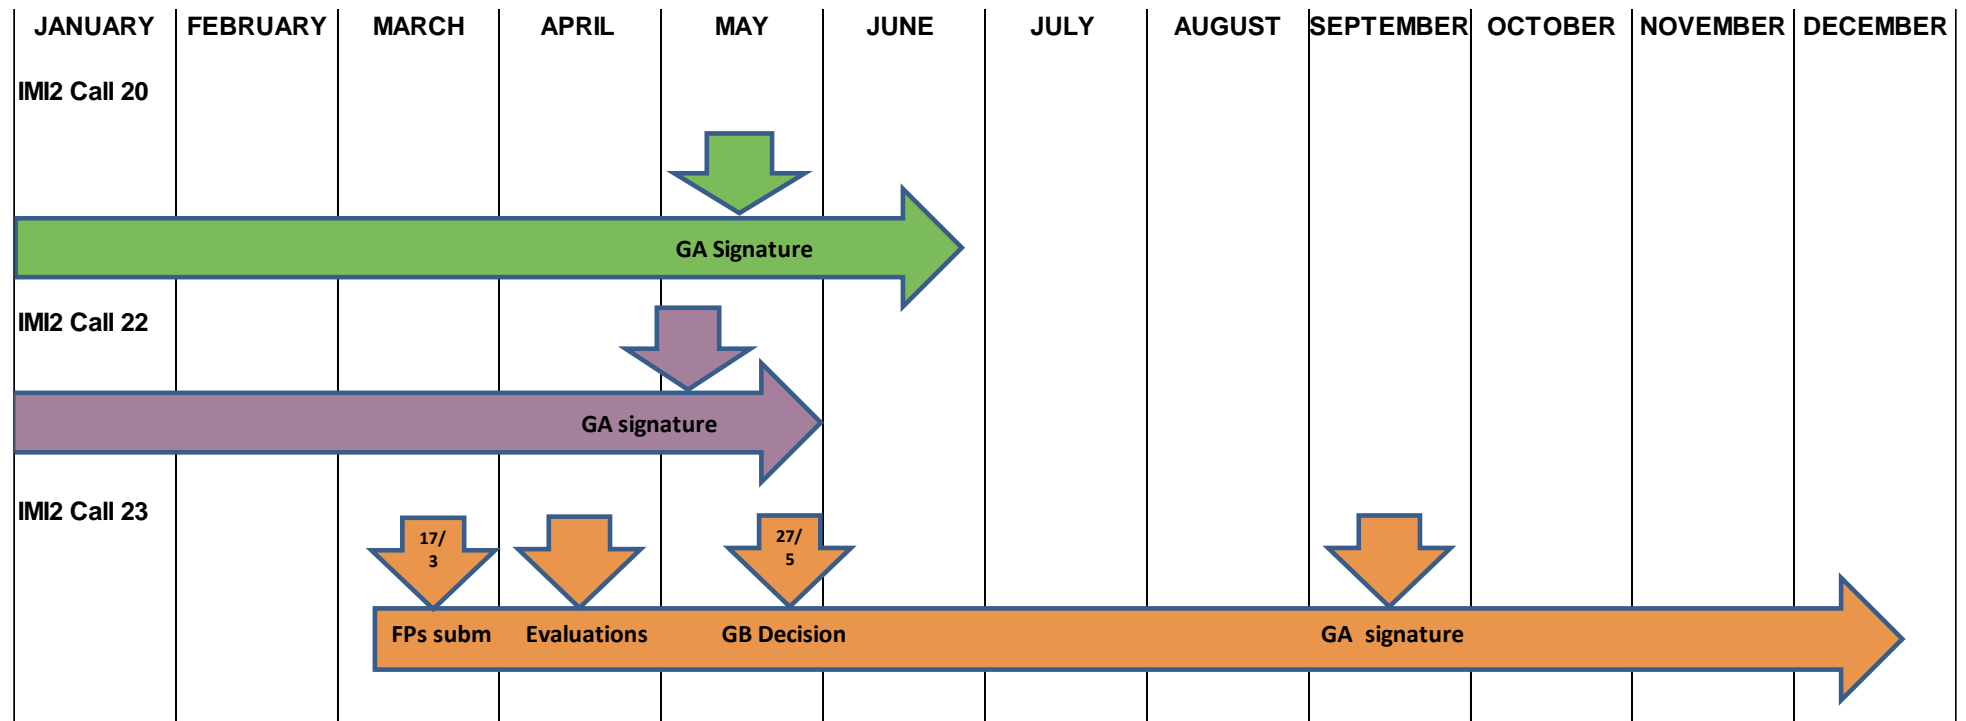 JANUARY FEBRUARY MARCH APRIL MAY JUNE JULY AUGUST SEPTEMBER OCTOBER NOVEMBER DECEMBER
IMI2 Call 20
GA Signature
IMI2 Call 22
GA signature
IMI2 Call 23
17/
3
27/
5
FPs subm Evaluations GB Decision GA signature